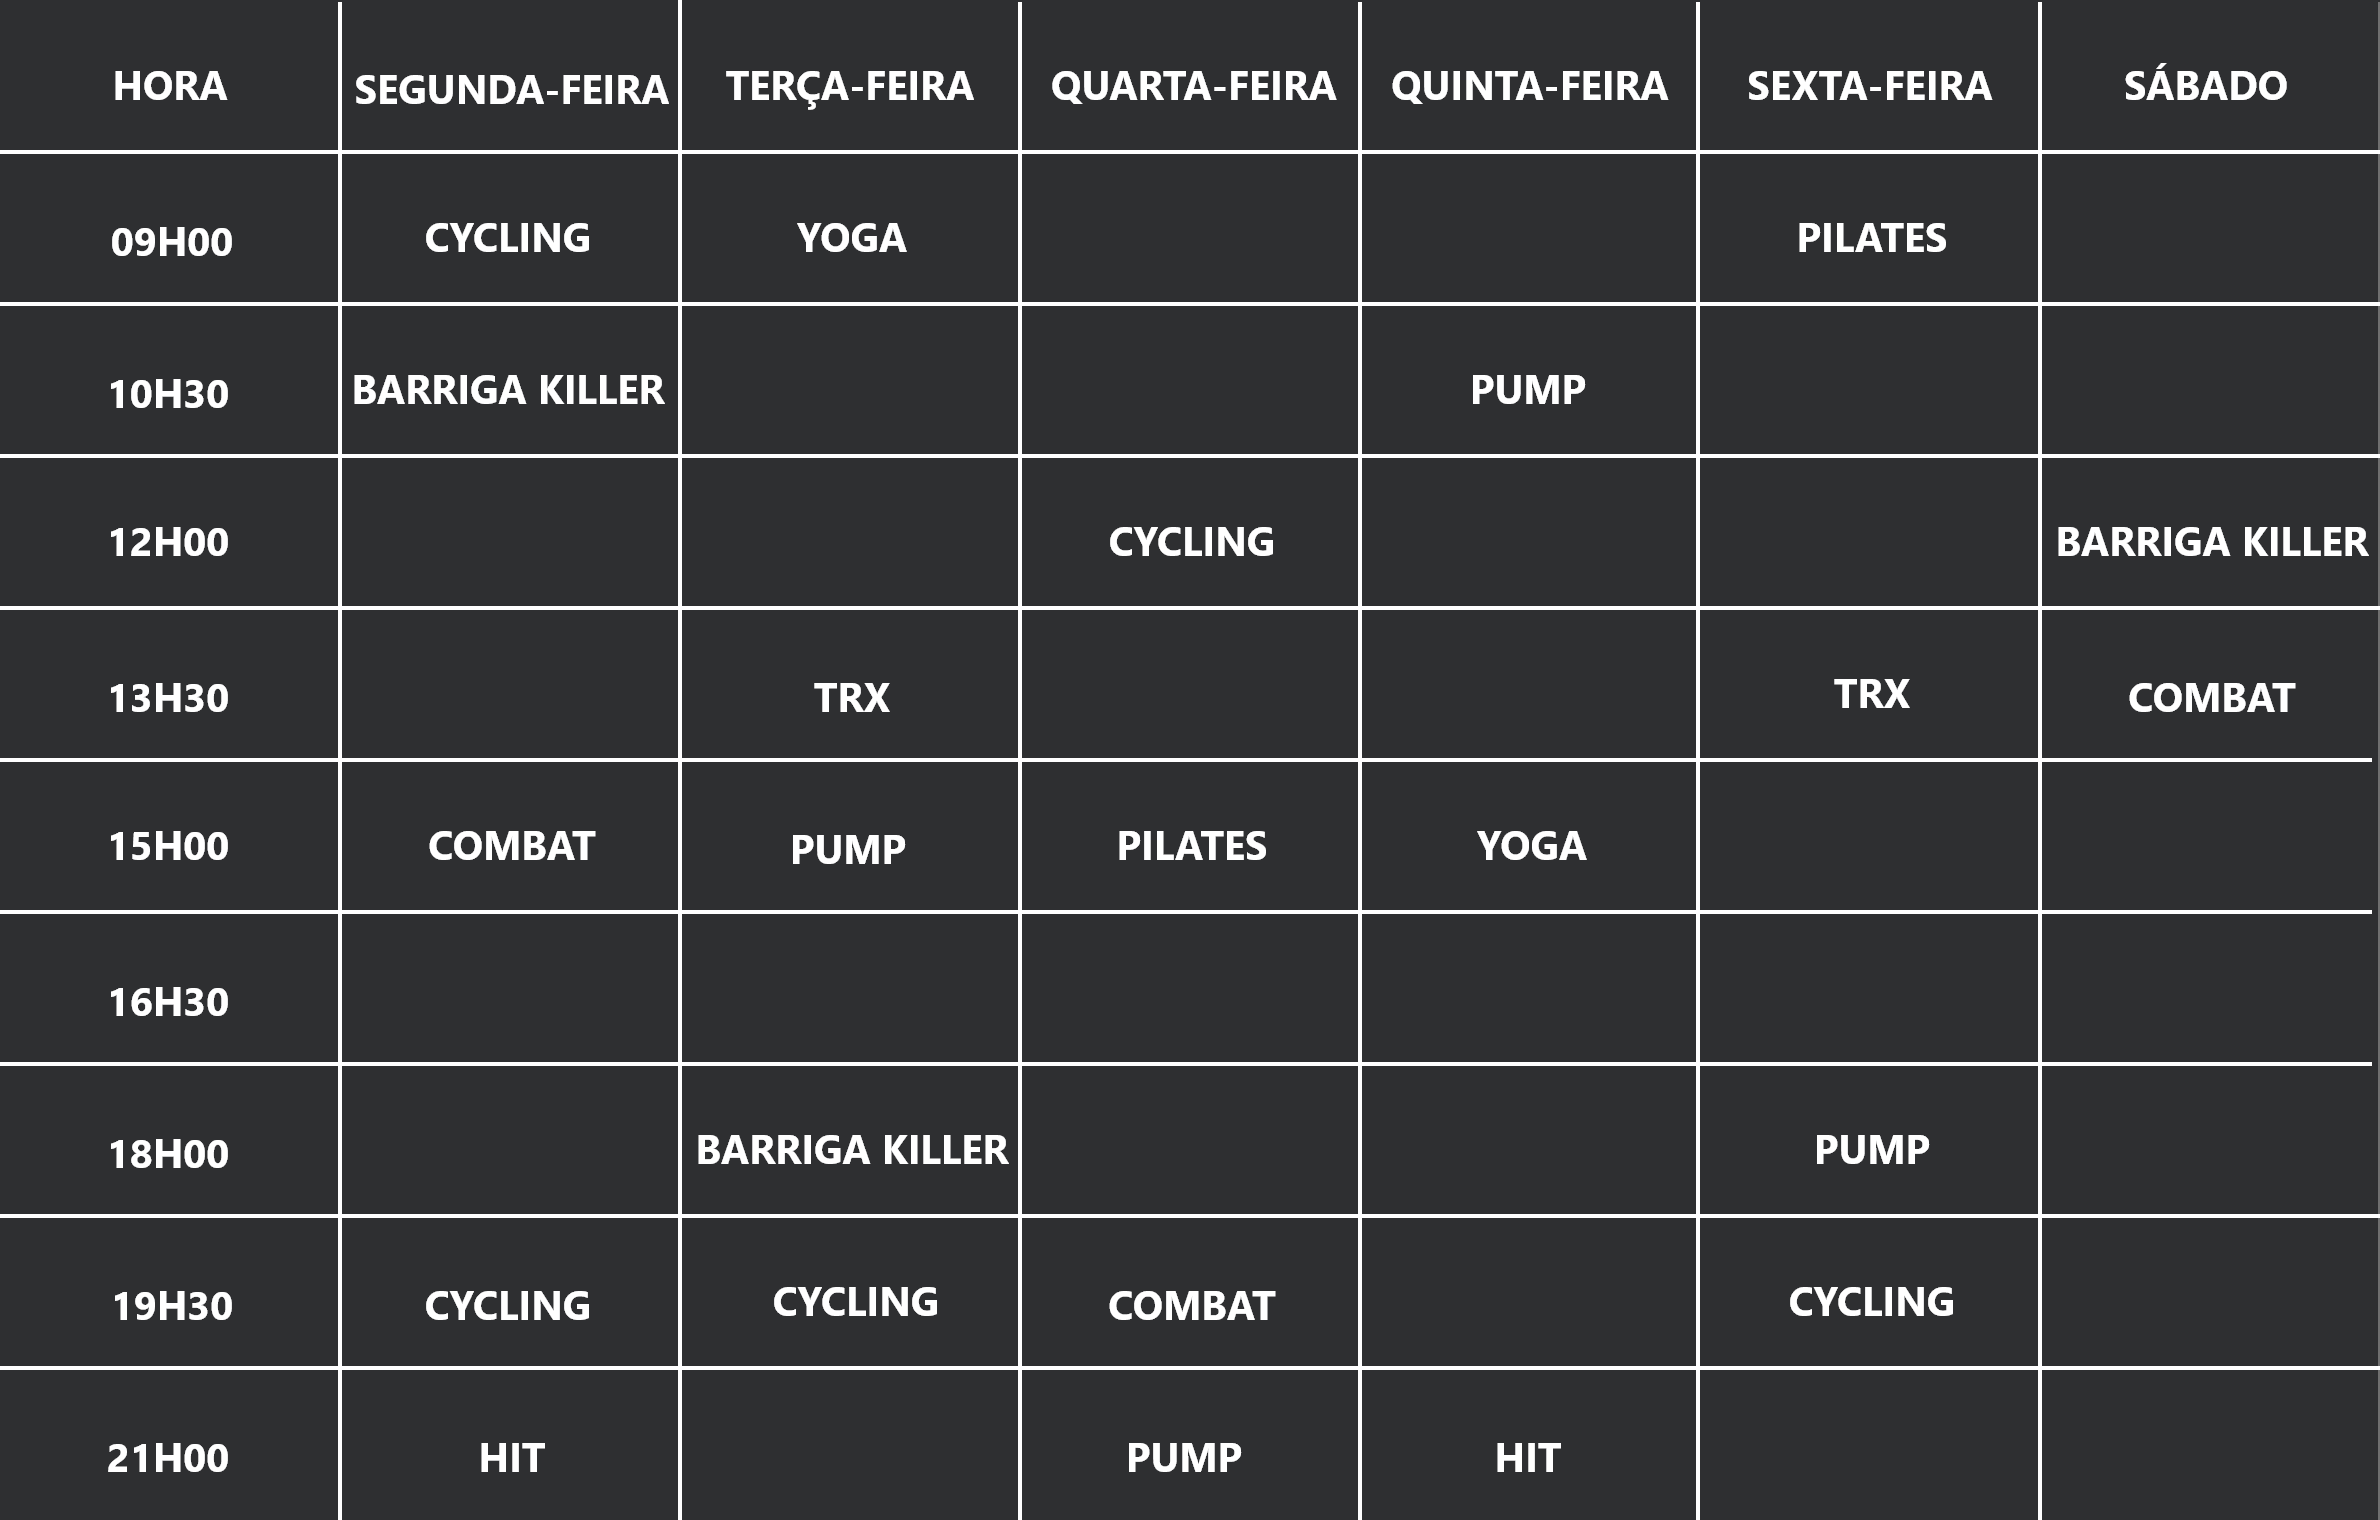 HORA SEGUNDA-FEIRA TERÇA-FEIRA QUARTA-FEIRA QUINTA-FEIRA SEXTA-FEIRA SÁBADO
09H00 CYCLING YOGA PILATES
10H30 BARRIGA KILLER PUMP
12H00 CYCLING BARRIGA KILLER
13H30 TRX TRX COMBAT
15H00 COMBAT PUMP PILATES YOGA
16H30
18H00 BARRIGA KILLER PUMP
19H30 CYCLING CYCLING COMBAT CYCLING
21H00 HIT PUMP HIT